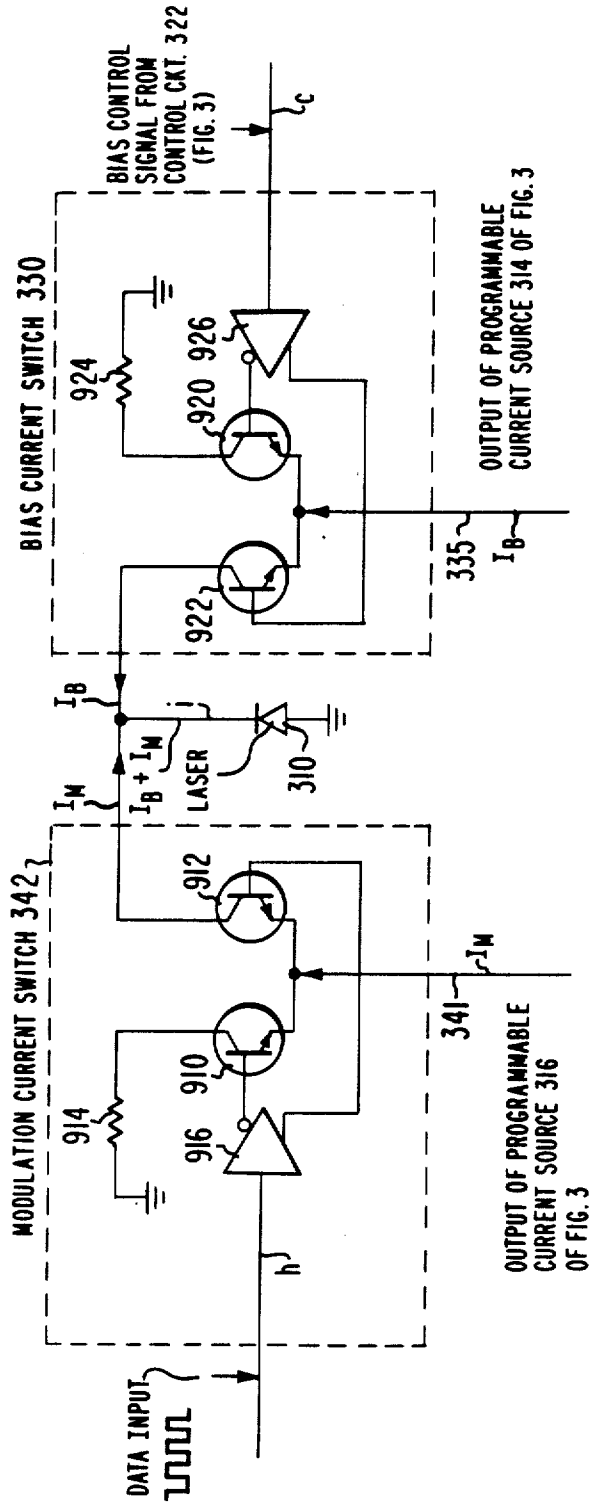 MODULATION CURRENT SWITCH 342
BIAS CURRENT SWITCH 330
DATA INPUT
h
914
916
910
912
I_M
I_B
I_B + I_M
i
LASER
310
922
920
924
926
BIAS CONTROL
SIGNAL FROM
CONTROL CKT. 322
(FIG. 3)
C
341
I_M
OUTPUT OF PROGRAMMABLE
CURRENT SOURCE 316
OF FIG. 3
335
I_B
OUTPUT OF PROGRAMMABLE
CURRENT SOURCE 314 OF FIG. 3